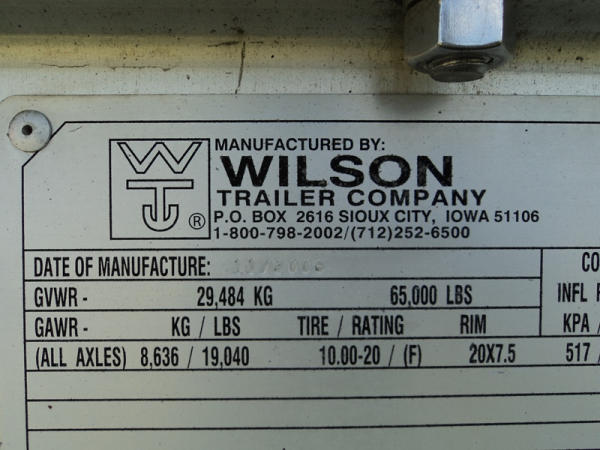 MANUFACTURED BY:
WT ® WILSON
TRAILER COMPANY
P.O. BOX 2616 SIOUX CITY, IOWA 51106
1-800-798-2002/(712)252-6500
DATE OF MANUFACTURE: CO
GVWR - 29,484 KG 65,000 LBS INFL
GAWR - KG / LBS TIRE / RATING RIM KPA /
(ALL AXLES) 8,636 / 19,040 10.00-20 / (F) 20X7.5 517 /